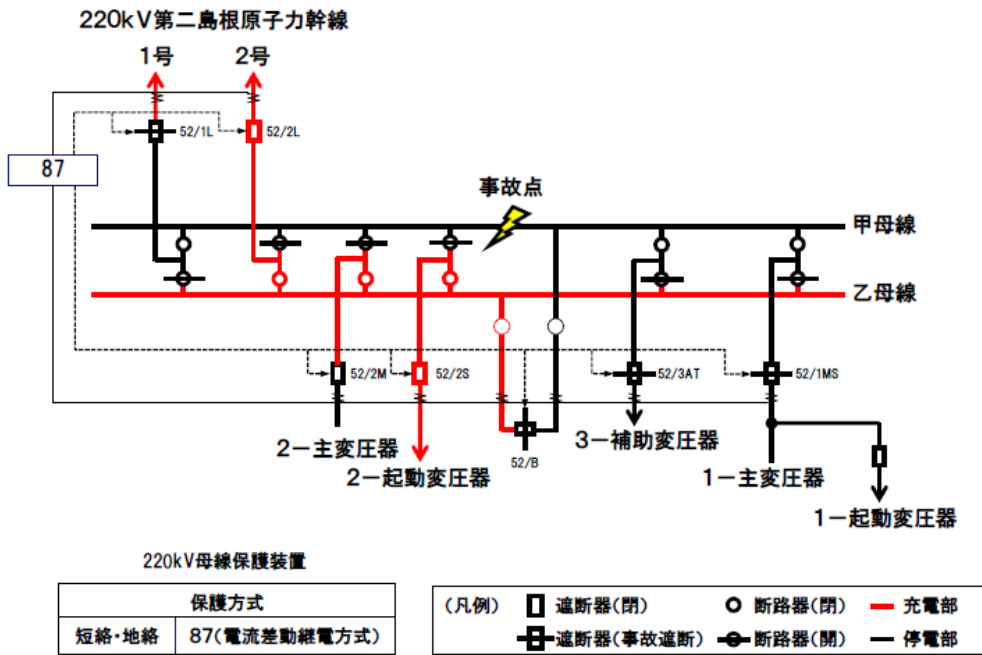 220kV第二島根原子力幹線
1号
2号
52/1L
52/2L
87
事故点
甲母線
乙母線
52/2M
52/2S
52/3AT
52/1MS
2－主変圧器
52/B
3－補助変圧器
2－起動変圧器
1－主変圧器
1－起動変圧器
220kV母線保護装置
保護方式
短絡・地絡
87(電流差動継電方式)
(凡例)
遮断器(閉)
断路器(閉)
充電部
遮断器(事故遮断)
断路器(開)
停電部